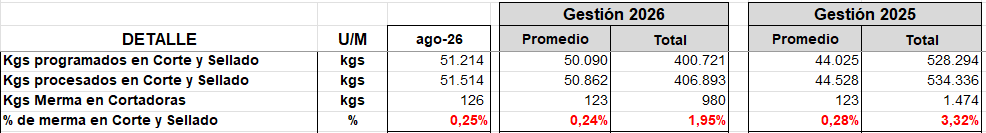 Gestión 2026 Gestión 2025
DETALLE U/M ago-26 Promedio Total Promedio Total
Kgs programados en Corte y Sellado kgs 51.214 50.090 400.721 44.025 528.294
Kgs procesados en Corte y Sellado kgs 51.514 50.862 406.893 44.528 534.336
Kgs Merma en Cortadoras kgs 126 123 980 123 1.474
% de merma en Corte y Sellado % 0,25% 0,24% 1,95% 0,28% 3,32%